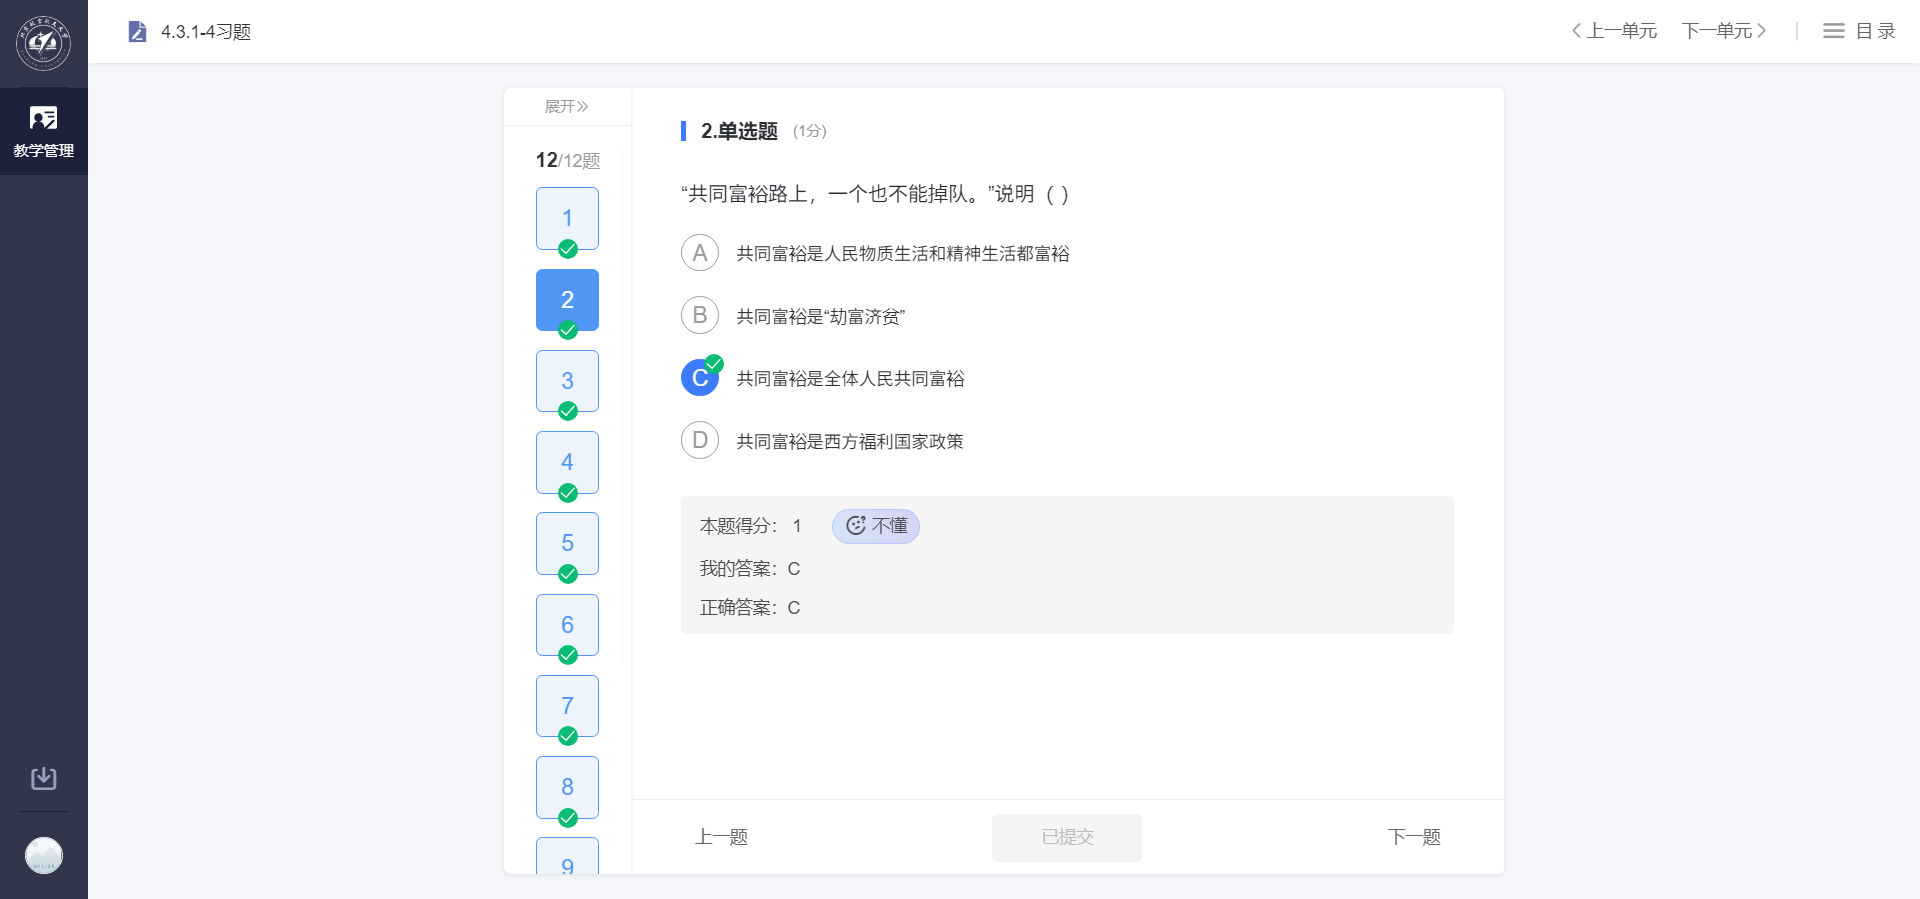 4.3.1-4习题
上一单元
下一单元
目录
教学管理
展开
12/12题
1
2
3
4
5
6
7
8
9
2.单选题 (1分)
“共同富裕路上，一个也不能掉队。”说明（ ）
A 共同富裕是人民物质生活和精神生活都富裕
B 共同富裕是“劫富济贫”
C 共同富裕是全体人民共同富裕
D 共同富裕是西方福利国家政策
本题得分： 1 不懂
我的答案：C
正确答案：C
上一题
已提交
下一题